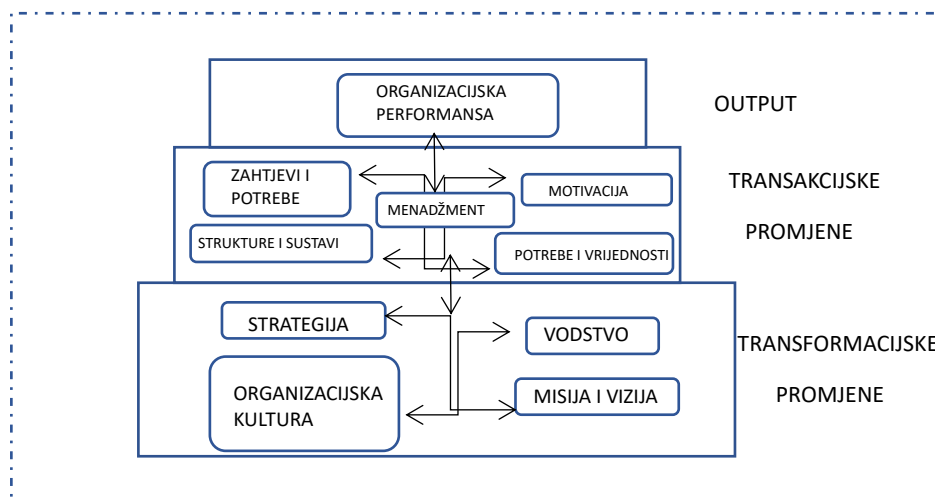 ORGANIZACIJSKA
PERFORMANSA
OUTPUT
ZAHTJEVI I
POTREBE
MENADŽMENT
MOTIVACIJA
TRANSAKCIJSKE
PROMJENE
STRUKTURE I SUSTAVI
POTREBE I VRIJEDNOSTI
STRATEGIJA
VODSTVO
TRANSFORMACIJSKE
PROMJENE
ORGANIZACIJSKA
KULTURA
MISIJA I VIZIJA